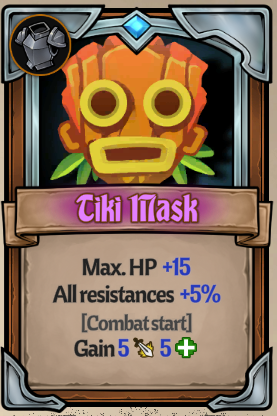 Tiki Mask
Max. HP +15
All resistances +5%
[Combat start]
Gain 5 5